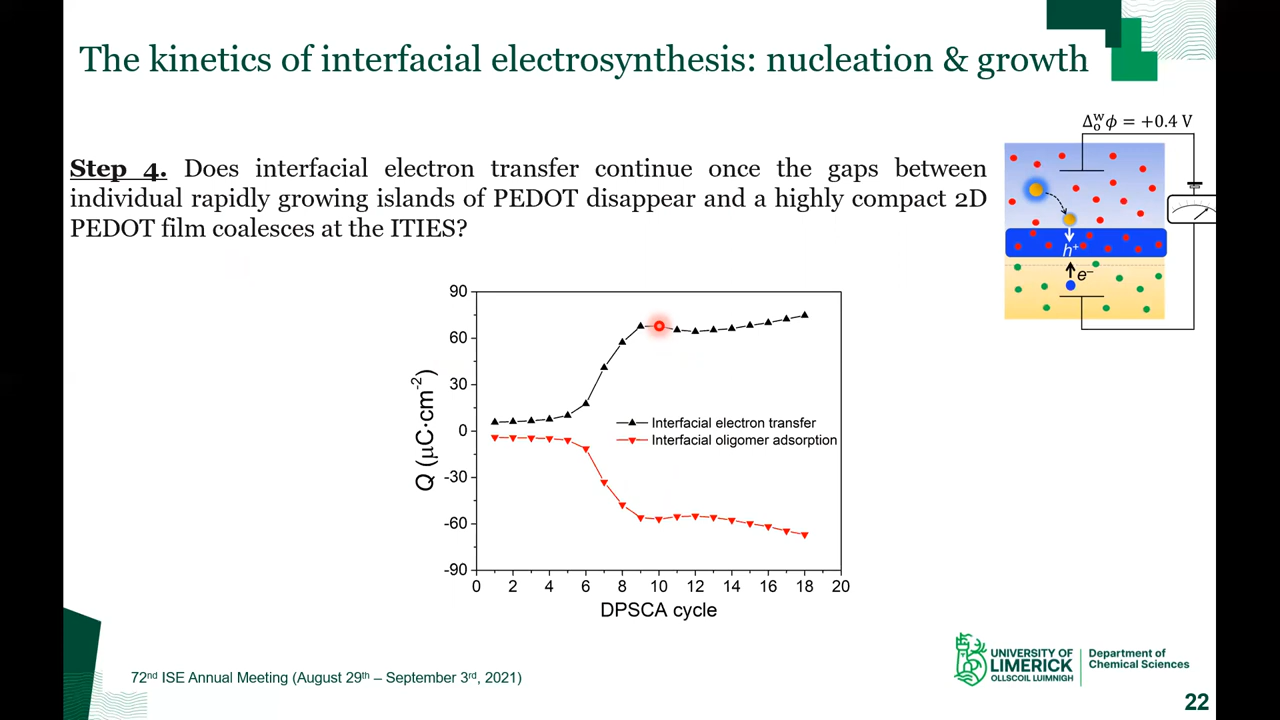 The kinetics of interfacial electrosynthesis: nucleation & growth
Δₒʷϕ = +0.4 V
Step 4. Does interfacial electron transfer continue once the gaps between
individual rapidly growing islands of PEDOT disappear and a highly compact 2D
PEDOT film coalesces at the ITIES?
h⁺
e⁻
90
60
30
0
-30
-60
-90
Q (μC·cm⁻²)
Interfacial electron transfer
Interfacial oligomer adsorption
0 2 4 6 8 10 12 14 16 18 20
DPSCA cycle
72nd ISE Annual Meeting (August 29th – September 3rd, 2021)
UNIVERSITY OF
LIMERICK
OLLSCOIL LUIMNIGH
Department of
Chemical Sciences
22